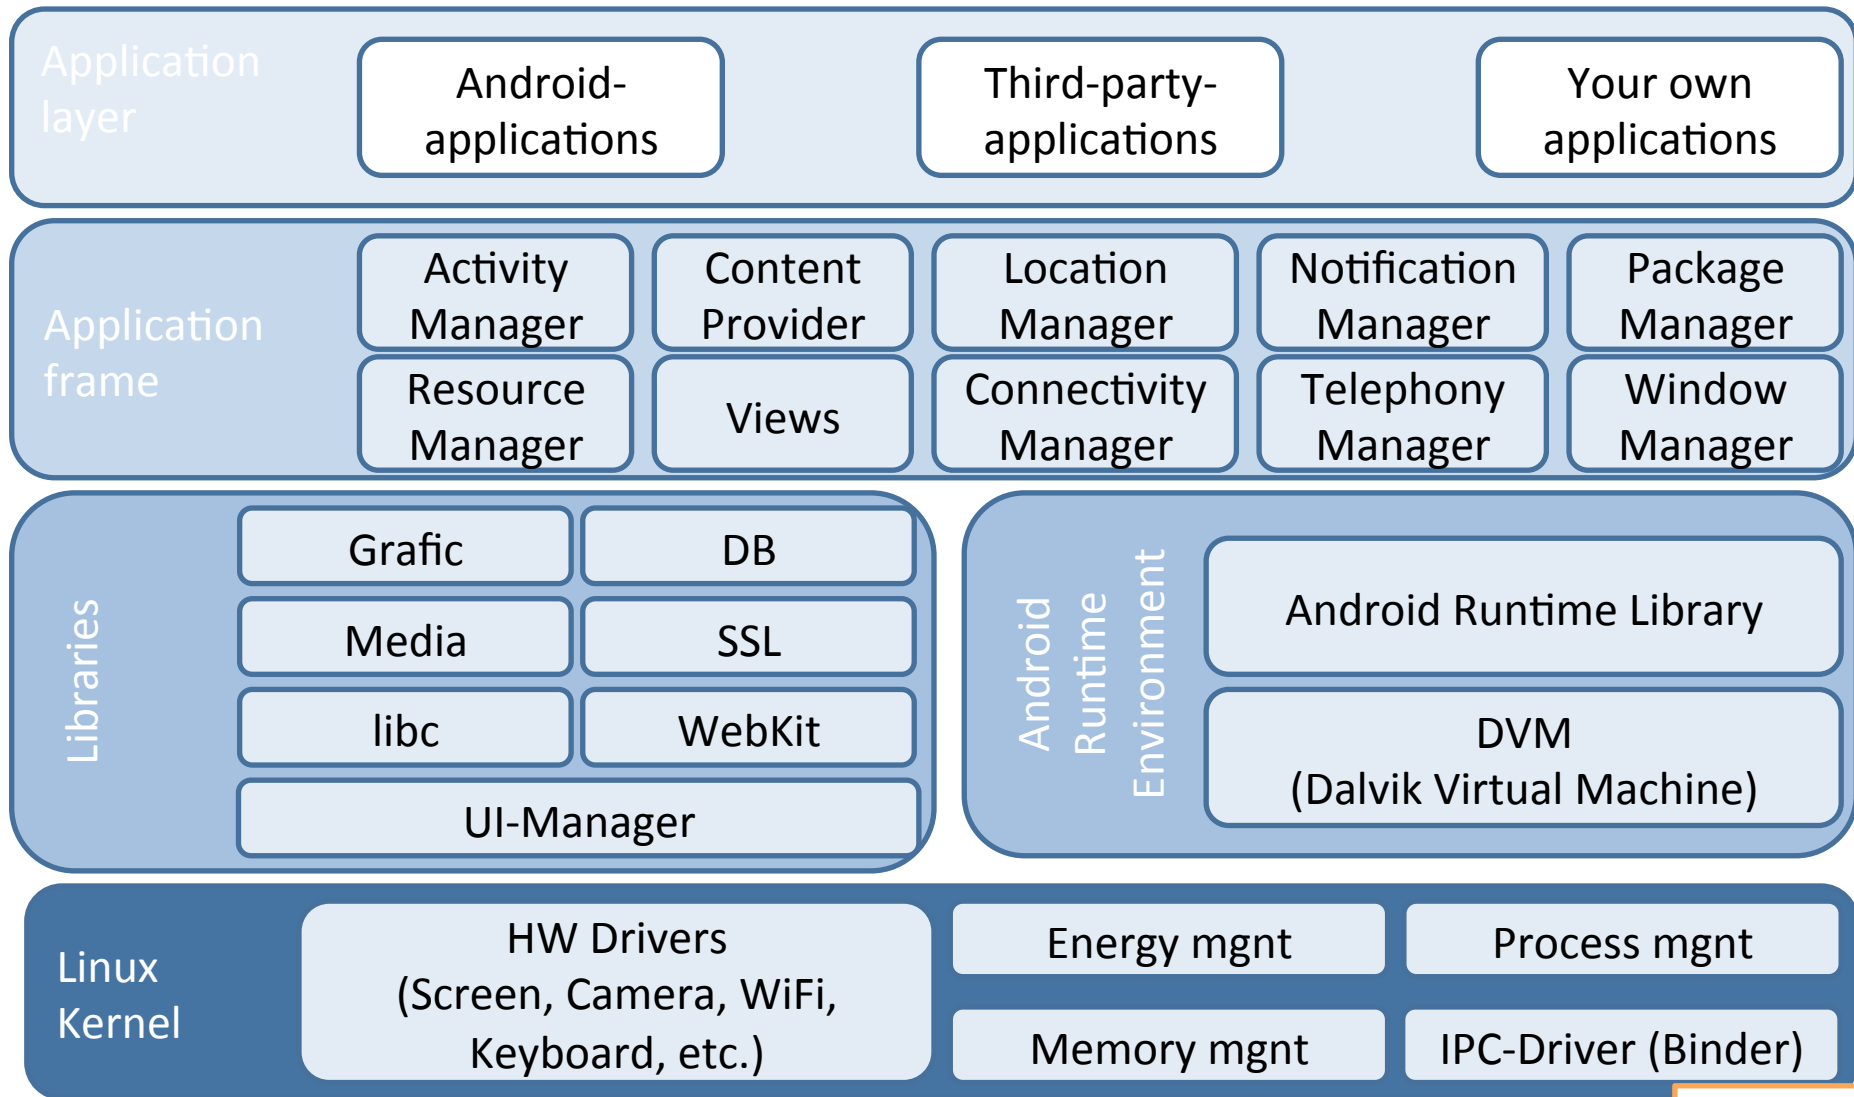 Application
layer
Android-
applications
Third-party-
applications
Your own
applications
Application
frame
Activity
Manager
Content
Provider
Location
Manager
Notification
Manager
Package
Manager
Resource
Manager
Views
Connectivity
Manager
Telephony
Manager
Window
Manager
Libraries
Grafic
DB
Media
SSL
libc
WebKit
UI-Manager
Android
Runtime
Environment
Android Runtime Library
DVM
(Dalvik Virtual Machine)
Linux
Kernel
HW Drivers
(Screen, Camera, WiFi,
Keyboard, etc.)
Energy mgnt
Process mgnt
Memory mgnt
IPC-Driver (Binder)